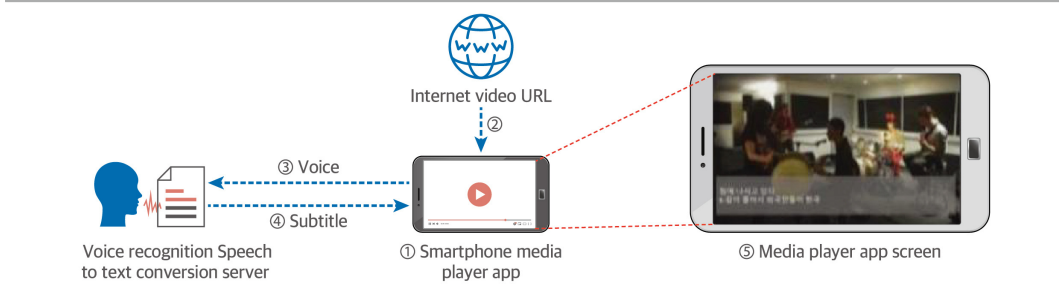 WWW
Internet video URL
②
③ Voice
④ Subtitle
Voice recognition Speech
to text conversion server
① Smartphone media
player app
⑤ Media player app screen